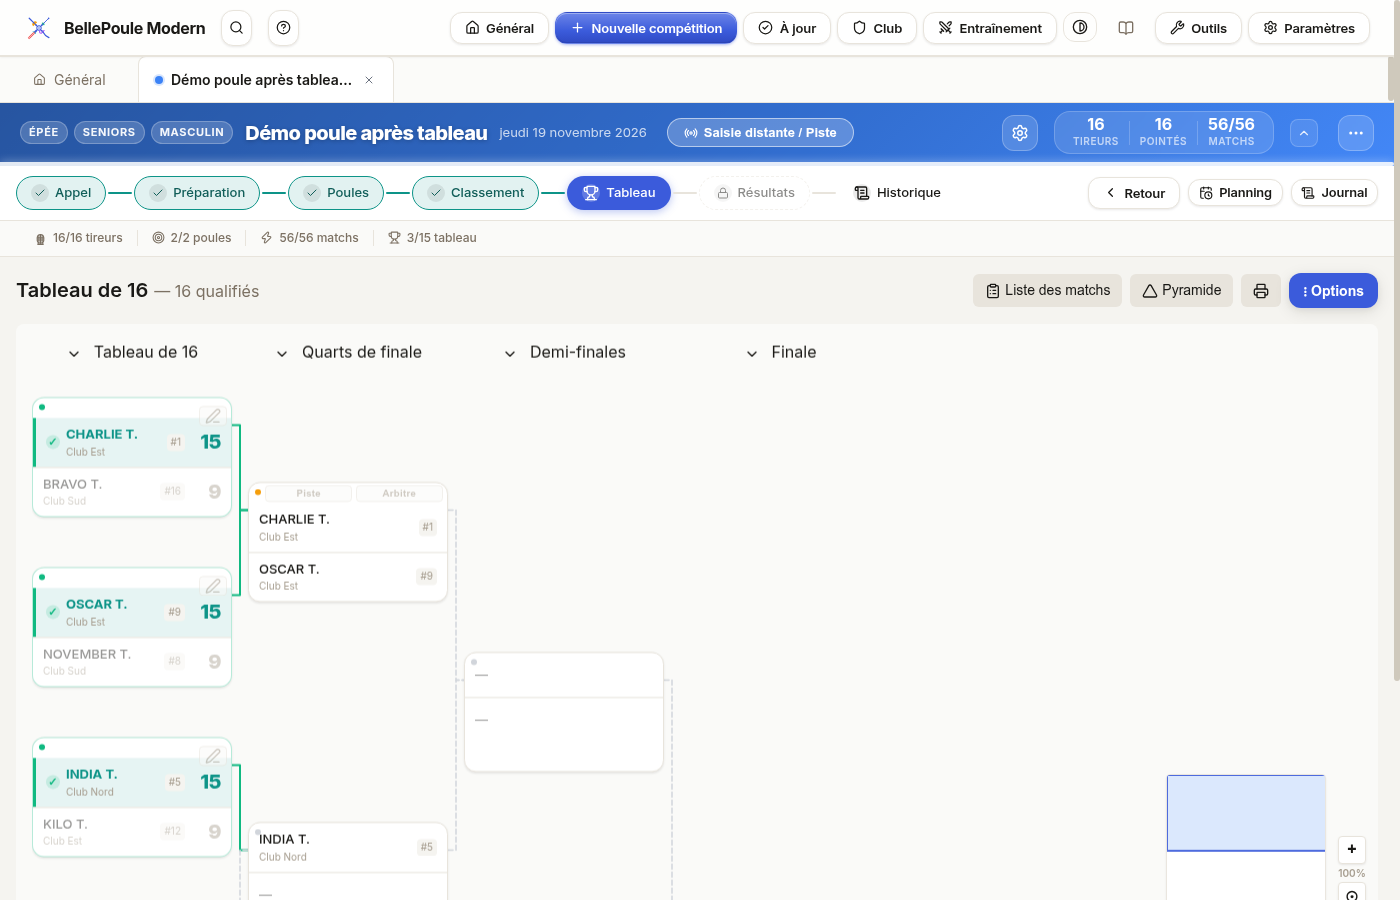 BellePoule Modern
Général
Nouvelle compétition
À jour
Club
Entraînement
Outils
Paramètres
Général
Démo poule après tablea...
ÉPÉE
SENIORS
MASCULIN
Démo poule après tableau
jeudi 19 novembre 2026
Saisie distante / Piste
16
TIREURS
16
POINTÉS
56/56
MATCHS
Appel
Préparation
Poules
Classement
Tableau
Résultats
Historique
Retour
Planning
Journal
16/16 tireurs
2/2 poules
56/56 matchs
3/15 tableau
Tableau de 16 — 16 qualifiés
Liste des matchs
Pyramide
Options
Tableau de 16
Quarts de finale
Demi-finales
Finale
CHARLIE T.
Club Est
#1
15
BRAVO T.
Club Sud
#16
9
Piste
Arbitre
CHARLIE T.
Club Est
#1
OSCAR T.
Club Est
#9
OSCAR T.
Club Est
#9
15
NOVEMBER T.
Club Sud
#8
9
—
—
INDIA T.
Club Nord
#5
15
KILO T.
Club Est
#12
9
INDIA T.
Club Nord
#5
—
+
100%